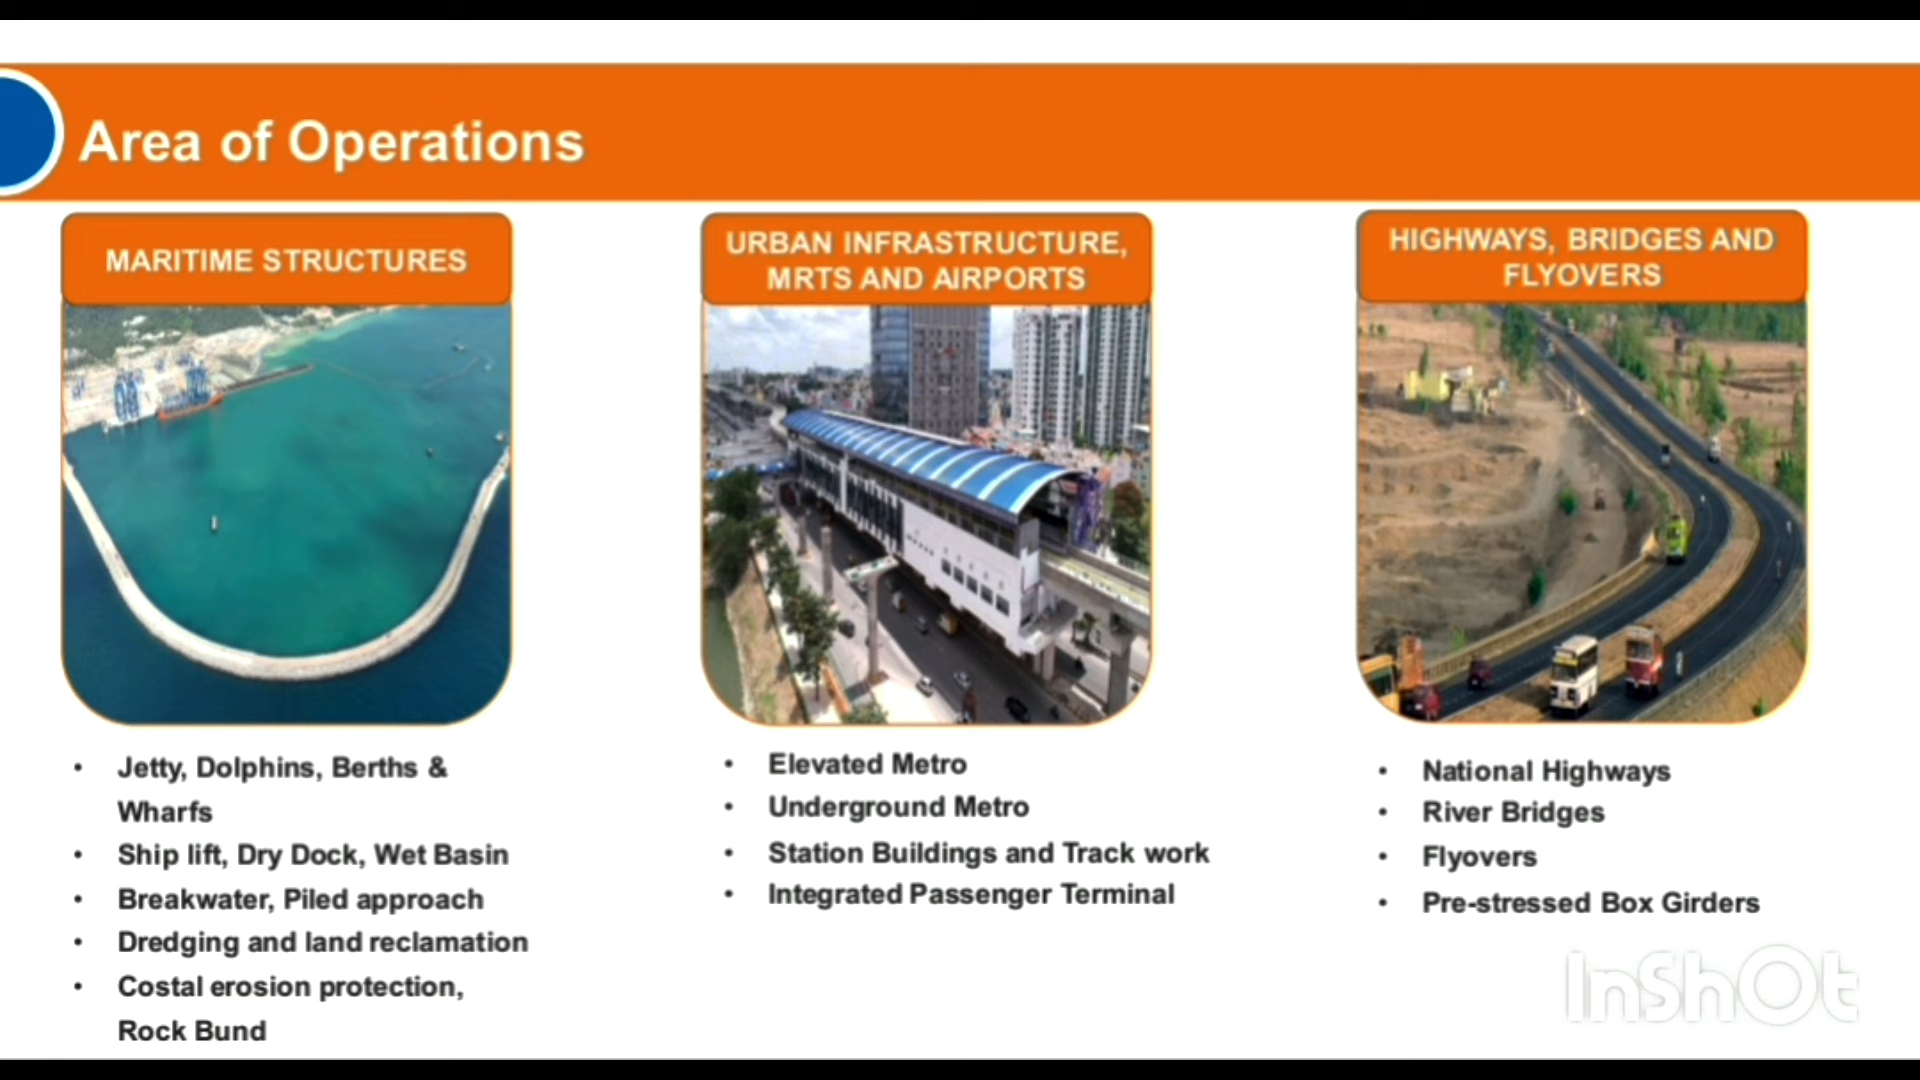 Area of Operations
MARITIME STRUCTURES
Jetty, Dolphins, Berths &
Wharfs
Ship lift, Dry Dock, Wet Basin
Breakwater, Piled approach
Dredging and land reclamation
Costal erosion protection,
Rock Bund
URBAN INFRASTRUCTURE,
MRTS AND AIRPORTS
Elevated Metro
Underground Metro
Station Buildings and Track work
Integrated Passenger Terminal
HIGHWAYS, BRIDGES AND
FLYOVERS
National Highways
River Bridges
Flyovers
Pre-stressed Box Girders
InShOt